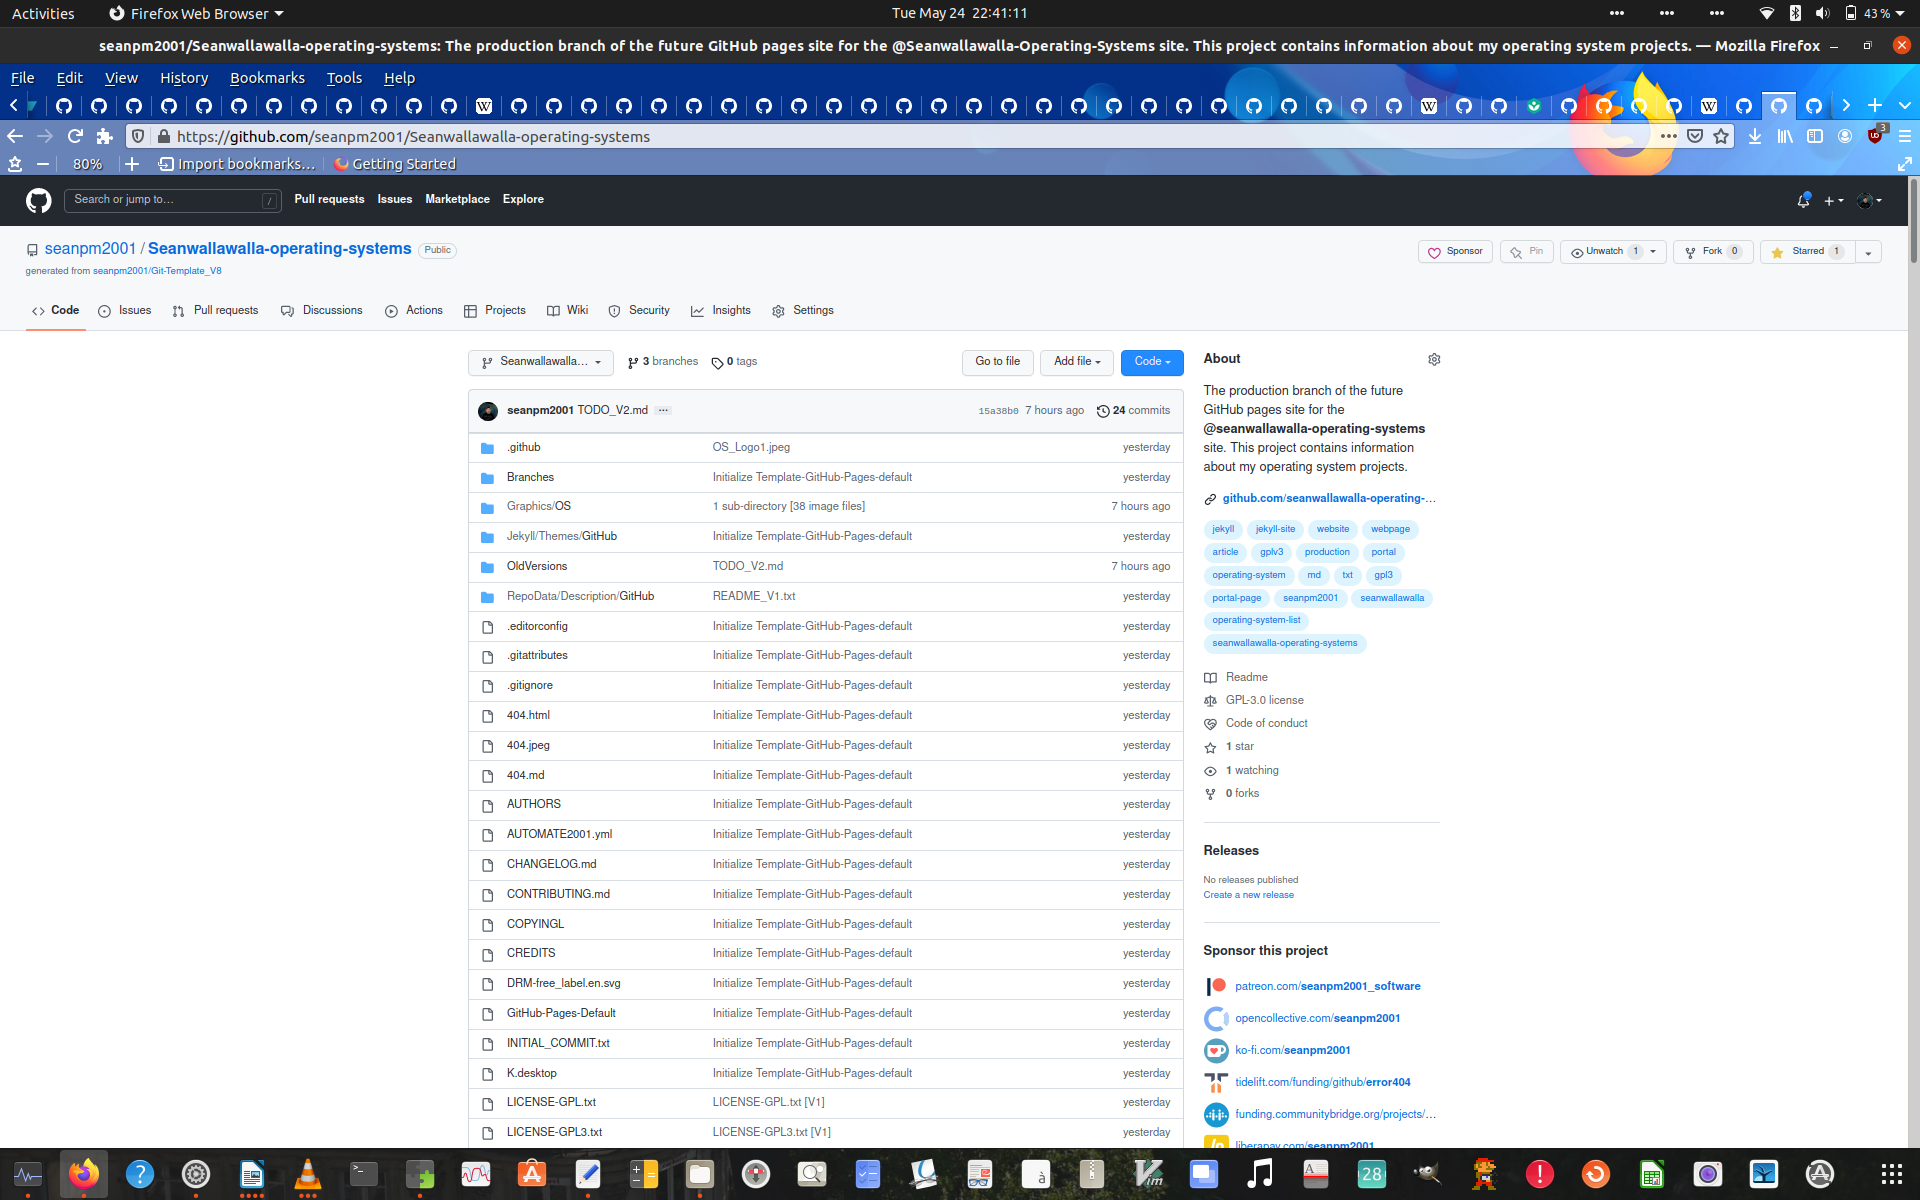 Activities Firefox Web Browser Tue May 24 22:41:11 43 %
seanpm2001/Seanwallawalla-operating-systems: The production branch of the future GitHub pages site for the @Seanwallawalla-Operating-Systems site. This project contains information about my operating system projects. — Mozilla Firefox
File Edit View History Bookmarks Tools Help
https://github.com/seanpm2001/Seanwallawalla-operating-systems 3
80% Import bookmarks... Getting Started
Search or jump to... / Pull requests Issues Marketplace Explore
seanpm2001 / Seanwallawalla-operating-systems Public
Sponsor Pin Unwatch 1 Fork 0 Starred 1
generated from seanpm2001/Git-Template_V8
Code Issues Pull requests Discussions Actions Projects Wiki Security Insights Settings
Seanwallawalla... 3 branches 0 tags Go to file Add file Code
seanpm2001 TODO_V2.md ... 15a38b0 7 hours ago 24 commits
.github OS_Logo1.jpeg yesterday
Branches Initialize Template-GitHub-Pages-default yesterday
Graphics/OS 1 sub-directory [38 image files] 7 hours ago
Jekyll/Themes/GitHub Initialize Template-GitHub-Pages-default yesterday
OldVersions TODO_V2.md 7 hours ago
RepoData/Description/GitHub README_V1.txt yesterday
.editorconfig Initialize Template-GitHub-Pages-default yesterday
.gitattributes Initialize Template-GitHub-Pages-default yesterday
.gitignore Initialize Template-GitHub-Pages-default yesterday
404.html Initialize Template-GitHub-Pages-default yesterday
404.jpeg Initialize Template-GitHub-Pages-default yesterday
404.md Initialize Template-GitHub-Pages-default yesterday
AUTHORS Initialize Template-GitHub-Pages-default yesterday
AUTOMATE2001.yml Initialize Template-GitHub-Pages-default yesterday
CHANGELOG.md Initialize Template-GitHub-Pages-default yesterday
CONTRIBUTING.md Initialize Template-GitHub-Pages-default yesterday
COPYINGL Initialize Template-GitHub-Pages-default yesterday
CREDITS Initialize Template-GitHub-Pages-default yesterday
DRM-free_label.en.svg Initialize Template-GitHub-Pages-default yesterday
GitHub-Pages-Default Initialize Template-GitHub-Pages-default yesterday
INITIAL_COMMIT.txt Initialize Template-GitHub-Pages-default yesterday
K.desktop Initialize Template-GitHub-Pages-default yesterday
LICENSE-GPL.txt LICENSE-GPL.txt [V1] yesterday
LICENSE-GPL3.txt LICENSE-GPL3.txt [V1] yesterday
About
The production branch of the future
GitHub pages site for the
@seanwallawalla-operating-systems
site. This project contains information
about my operating system projects.
github.com/seanwallawalla-operating-...
jekyll jekyll-site website webpage
article gplv3 production portal
operating-system md txt gpl3
portal-page seanpm2001 seanwallawalla
operating-system-list
seanwallawalla-operating-systems
Readme
GPL-3.0 license
Code of conduct
1 star
1 watching
0 forks
Releases
No releases published
Create a new release
Sponsor this project
patreon.com/seanpm2001_software
opencollective.com/seanpm2001
ko-fi.com/seanpm2001
tidelift.com/funding/github/error404
funding.communitybridge.org/projects/...
liberapay.com/seanpm2001
28